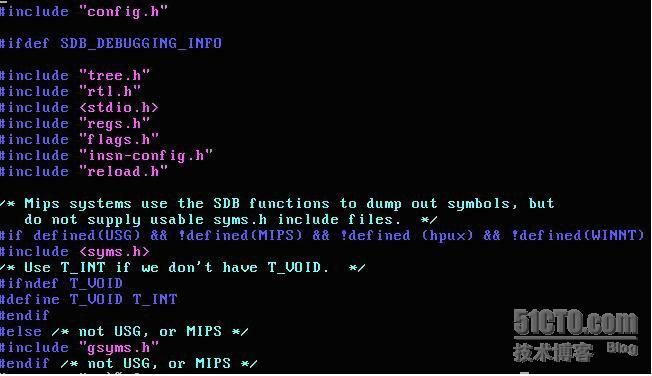 #include "config.h"
#ifdef SDB_DEBUGGING_INFO
#include "tree.h"
#include "rtl.h"
#include <stdio.h>
#include "regs.h"
#include "flags.h"
#include "insn-config.h"
#include "reload.h"
/* Mips systems use the SDB functions to dump out symbols, but
do not supply usable syms.h include files.  */
#if defined(USG) && !defined(MIPS) && !defined (hpux) && !defined(WINNT)
#include <syms.h>
/* Use T_INT if we don't have T_VOID.  */
#ifndef T_VOID
#define T_VOID T_INT
#endif
#else /* not USG, or MIPS */
#include "gsyms.h"
#endif /* not USG, or MIPS */
51CTO.com
技术博客 Blog